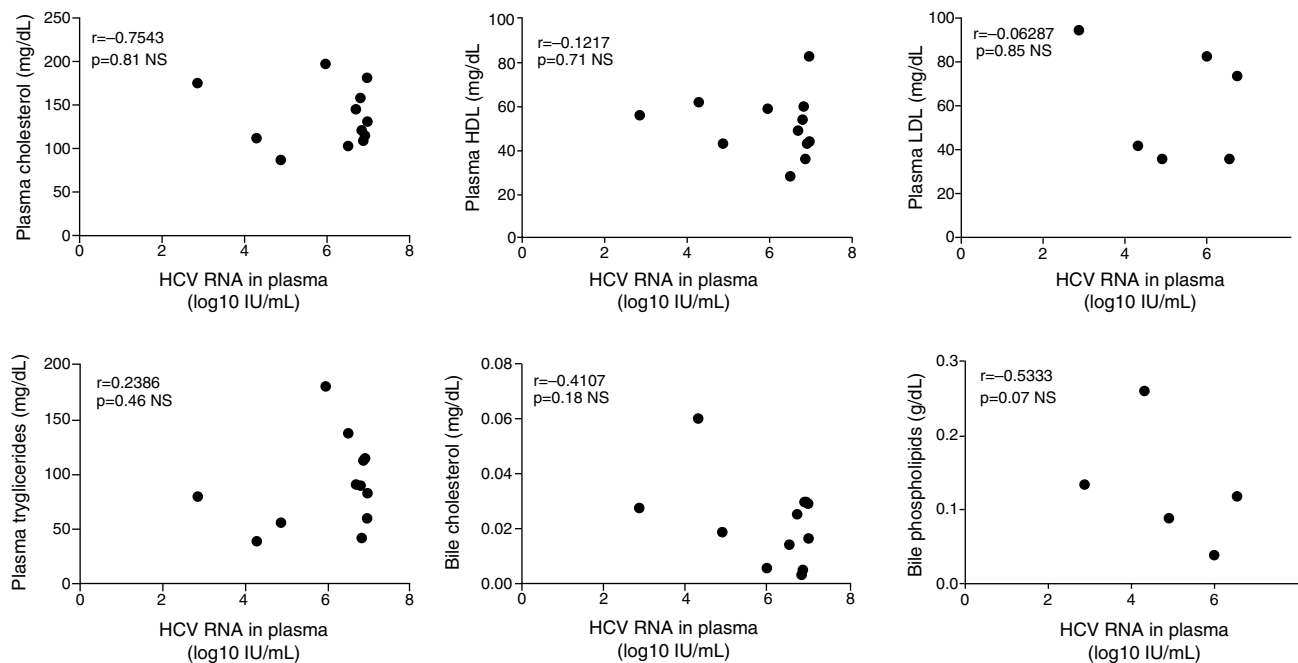 250
200
150
100
50
0
Plasma cholesterol (mg/dL)
r=−0.7543
p=0.81 NS
0 2 4 6 8
HCV RNA in plasma
(log10 IU/mL)
100
80
60
40
20
0
Plasma HDL (mg/dL
r=−0.1217
p=0.71 NS
0 2 4 6 8
HCV RNA in plasma
(log10 IU/mL)
100
80
60
40
20
0
Plasma LDL (mg/dL
r=−0.06287
p=0.85 NS
0 2 4 6
HCV RNA in plasma
(log10 IU/mL)
200
150
100
50
0
Plasma tryglicerides (mg/dL)
r=0.2386
p=0.46 NS
0 2 4 6 8
HCV RNA in plasma
(log10 IU/mL)
0.08
0.06
0.04
0.02
0.00
Bile cholesterol (mg/dL)
r=−0.4107
p=0.18 NS
0 2 4 6 8
HCV RNA in plasma
(log10 IU/mL)
0.3
0.2
0.1
0.0
Bile phospholipids (g/dL)
r=−0.5333
p=0.07 NS
0 2 4 6
HCV RNA in plasma
(log10 IU/mL)